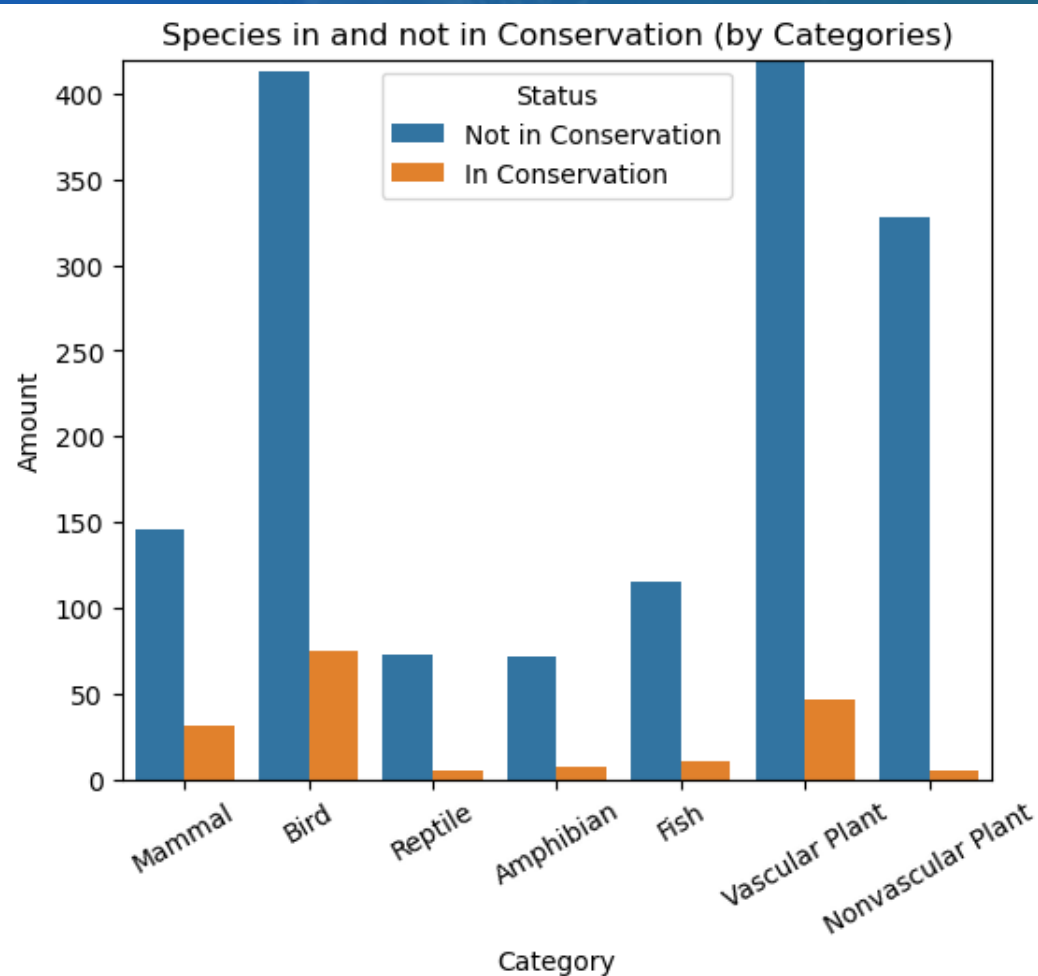 Species in and not in Conservation (by Categories)
Status
Not in Conservation
In Conservation
Amount
400
350
300
250
200
150
100
50
0
Mammal
Bird
Reptile
Amphibian
Fish
Vascular Plant
Nonvascular Plant
Category